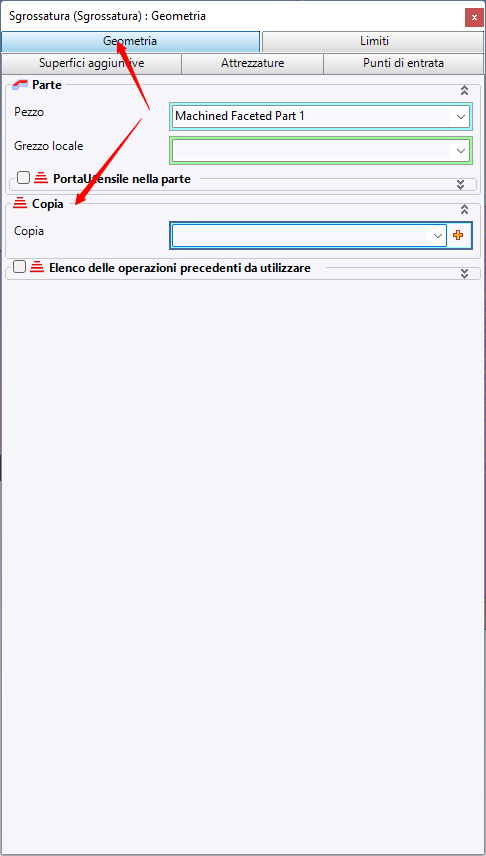 Sgrossatura (Sgrossatura) : Geometria
x
Geometria
Limiti
Superfici aggiuntive
Attrezzature
Punti di entrata
Parte
Pezzo
Machined Faceted Part 1
Grezzo locale
PortaUtensile nella parte
Copia
Copia
Elenco delle operazioni precedenti da utilizzare